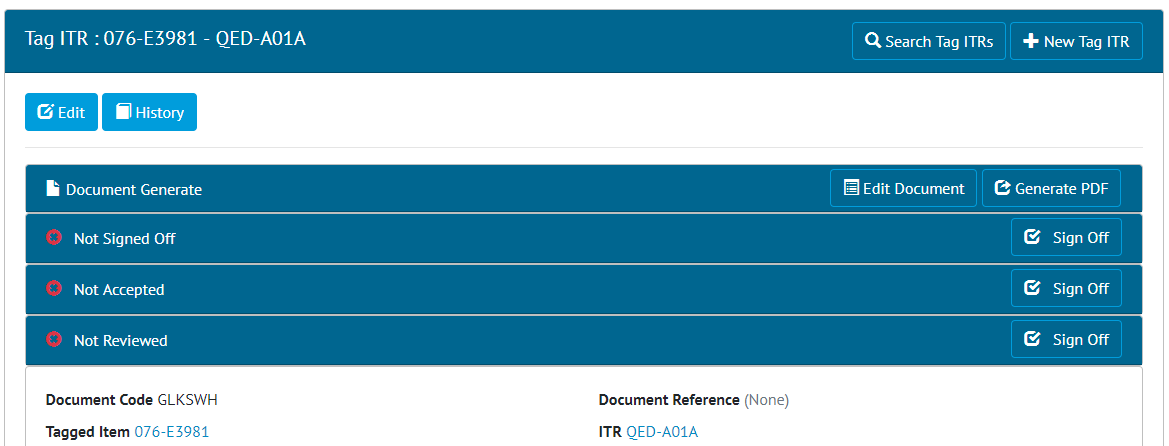 Tag ITR : 076-E3981 - QED-A01A Search Tag ITRs New Tag ITR
Edit History
Document Generate Edit Document Generate PDF
Not Signed Off Sign Off
Not Accepted Sign Off
Not Reviewed Sign Off
Document Code GLKSWH Document Reference (None)
Tagged Item 076-E3981 ITR QED-A01A